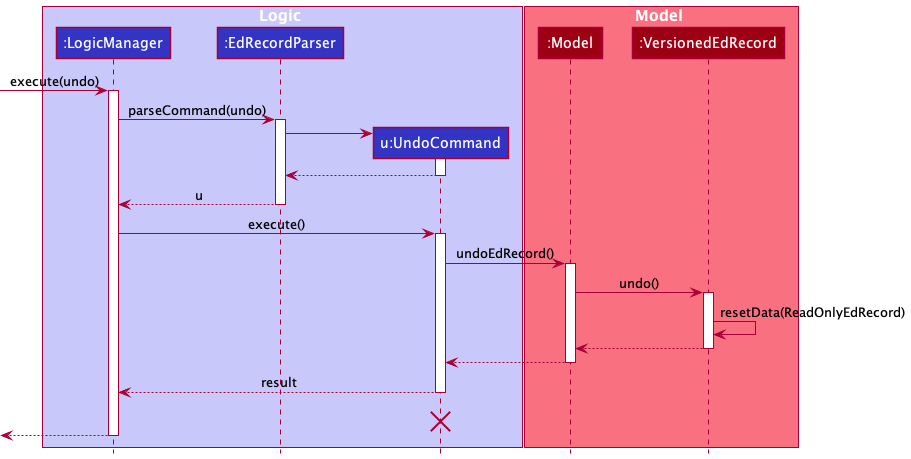 Logic
Model
:LogicManager
:EdRecordParser
:Model
:VersionedEdRecord
execute(undo)
parseCommand(undo)
u:UndoCommand
u
execute()
undoEdRecord()
undo()
resetData(ReadOnlyEdRecord)
result